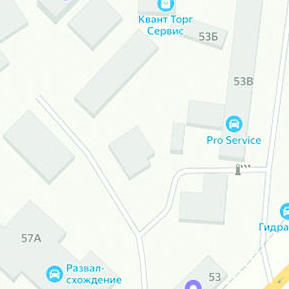 Квант Торг
Сервис
53Б
53В
Pro Service
57А
Развал-
схождение
53
Гидра